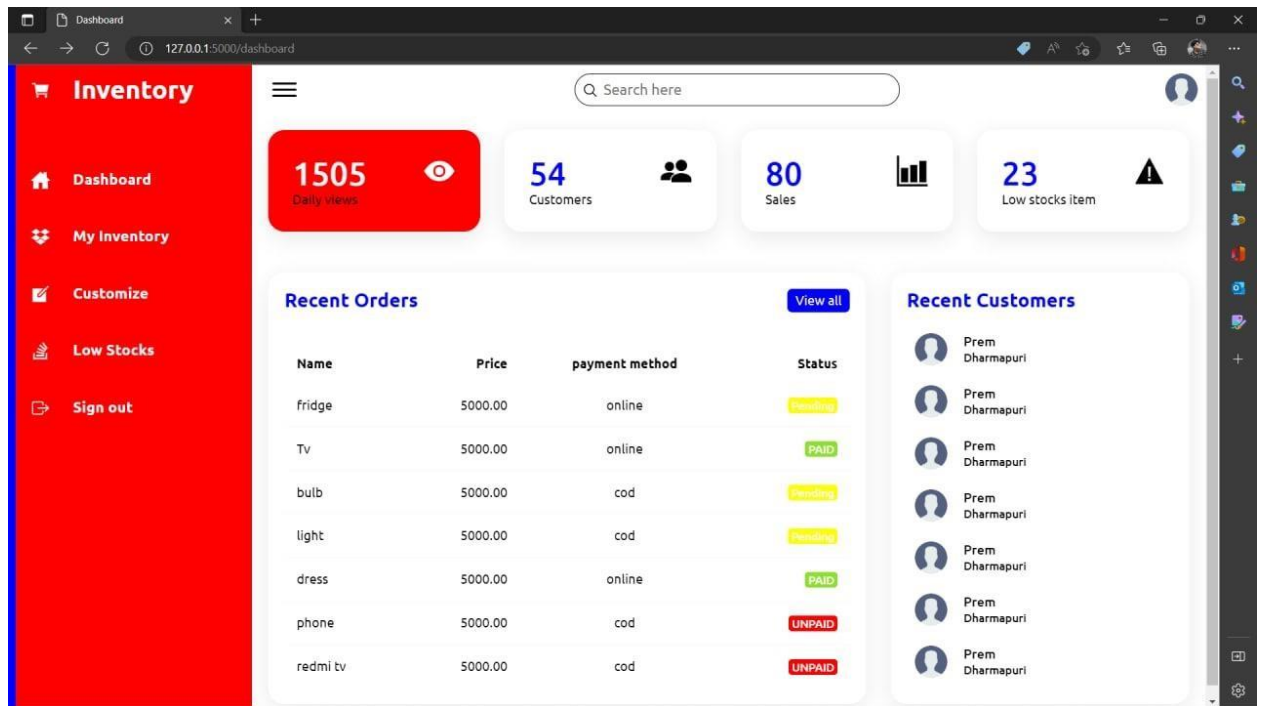 Dashboard
127.0.0.1:5000/dashboard
Inventory
Search here
Dashboard
My Inventory
Customize
Low Stocks
Sign out
1505
Daily views
54
Customers
80
Sales
23
Low stocks item
Recent Orders
View all
Name Price payment method Status
fridge 5000.00 online Pending
Tv 5000.00 online PAID
bulb 5000.00 cod Pending
light 5000.00 cod Pending
dress 5000.00 online PAID
phone 5000.00 cod UNPAID
redmi tv 5000.00 cod UNPAID
Recent Customers
Prem
Dharmapuri
Prem
Dharmapuri
Prem
Dharmapuri
Prem
Dharmapuri
Prem
Dharmapuri
Prem
Dharmapuri
Prem
Dharmapuri